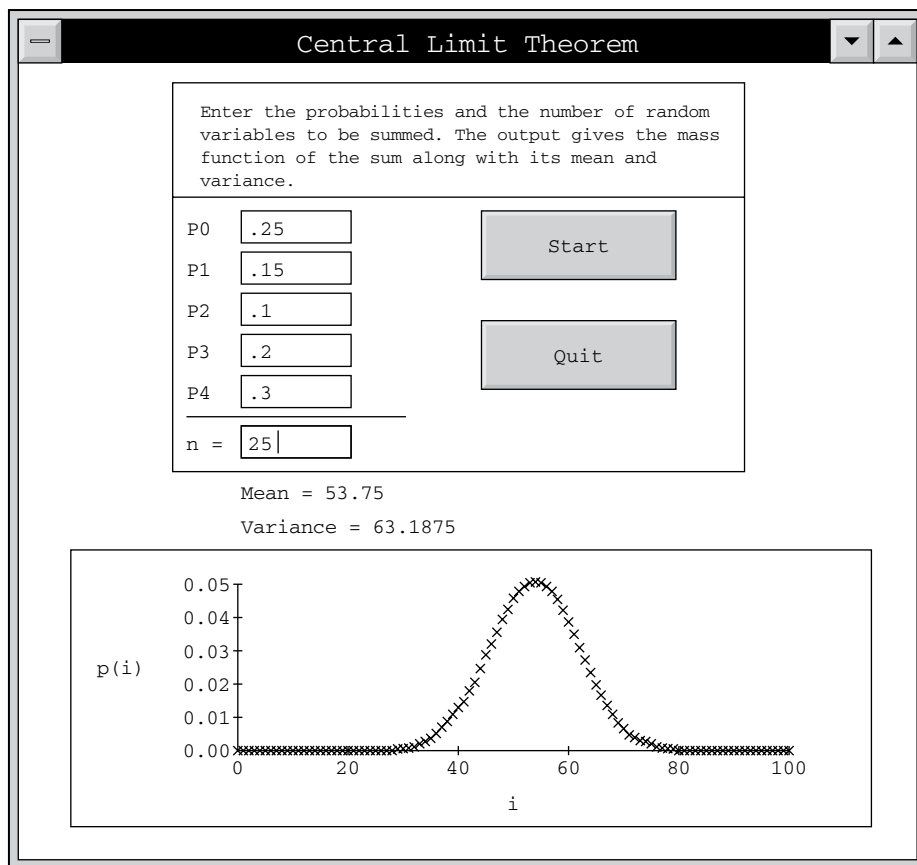 Central Limit Theorem
Enter the probabilities and the number of random
variables to be summed. The output gives the mass
function of the sum along with its mean and
variance.
P0 .25
P1 .15
P2 .1
P3 .2
P4 .3
n = 25
Start
Quit
Mean = 53.75
Variance = 63.1875
0.05
0.04
0.03
0.02
0.01
0.00
p(i)
0 20 40 60 80 100
i